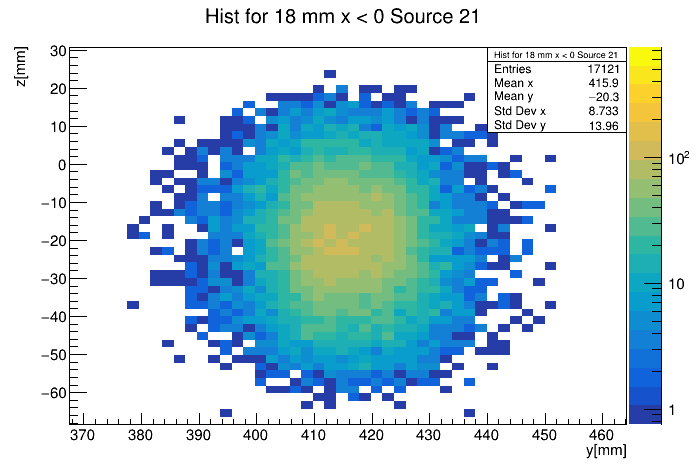 Hist for 18 mm x < 0 Source 21
z[mm]
Hist for 18 mm x < 0 Source 21
Entries 17121
Mean x 415.9
Mean y −20.3
Std Dev x 8.733
Std Dev y 13.96
30
20
10
0
−10
−20
−30
−40
−50
−60
370 380 390 400 410 420 430 440 450 460
y[mm]
10²
10
1